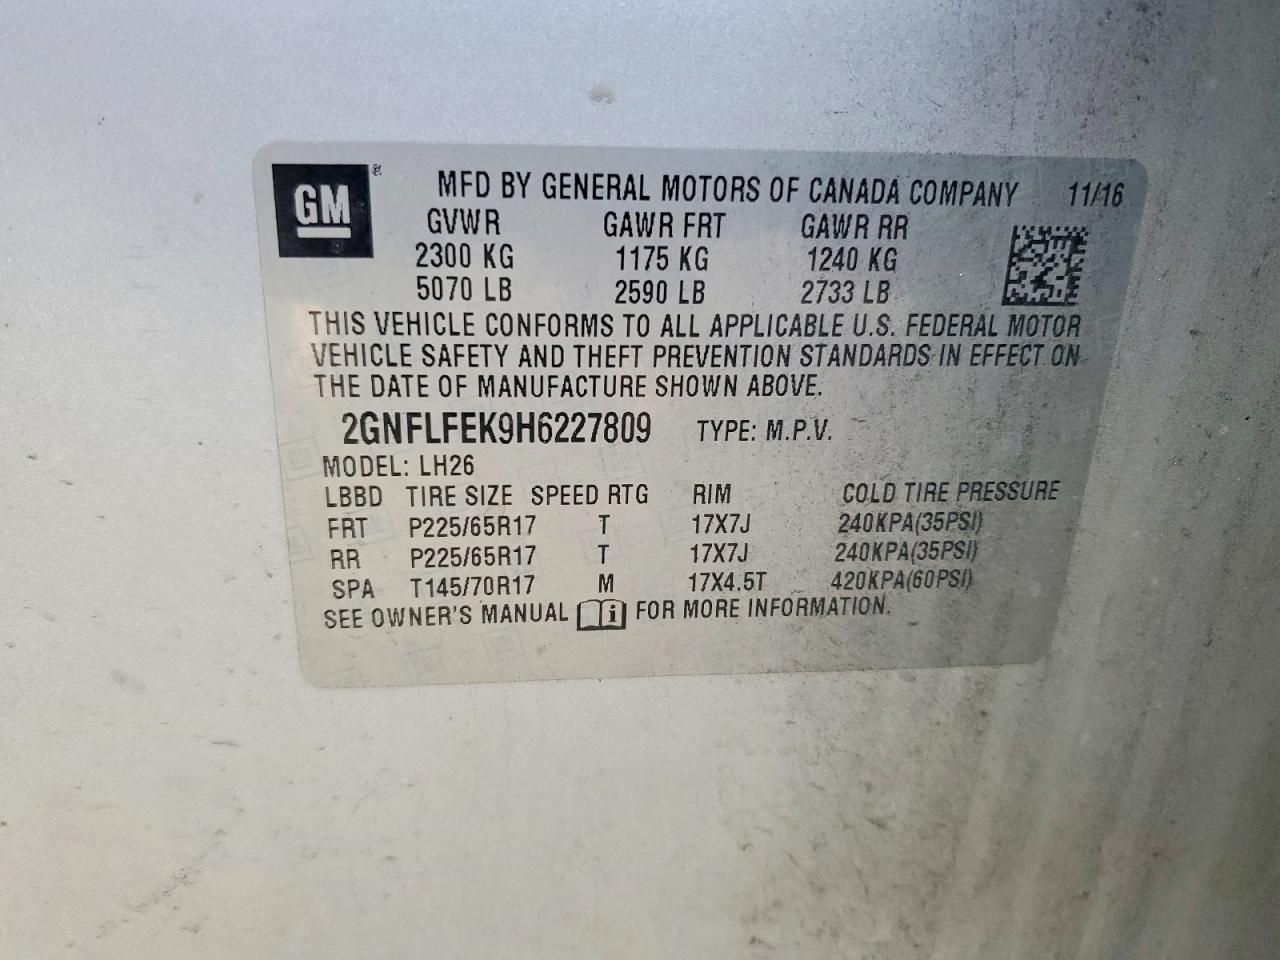 GM®
MFD BY GENERAL MOTORS OF CANADA COMPANY 11/16
GVWR GAWR FRT GAWR RR
2300 KG 1175 KG 1240 KG
5070 LB 2590 LB 2733 LB
THIS VEHICLE CONFORMS TO ALL APPLICABLE U.S. FEDERAL MOTOR
VEHICLE SAFETY AND THEFT PREVENTION STANDARDS IN EFFECT ON
THE DATE OF MANUFACTURE SHOWN ABOVE.
2GNFLFEK9H6227809 TYPE: M.P.V.
MODEL: LH26
LBBD TIRE SIZE SPEED RTG RIM COLD TIRE PRESSURE
FRT P225/65R17 T 17X7J 240KPA(35PSI)
RR P225/65R17 T 17X7J 240KPA(35PSI)
SPA T145/70R17 M 17X4.5T 420KPA(60PSI)
SEE OWNER'S MANUAL i FOR MORE INFORMATION.